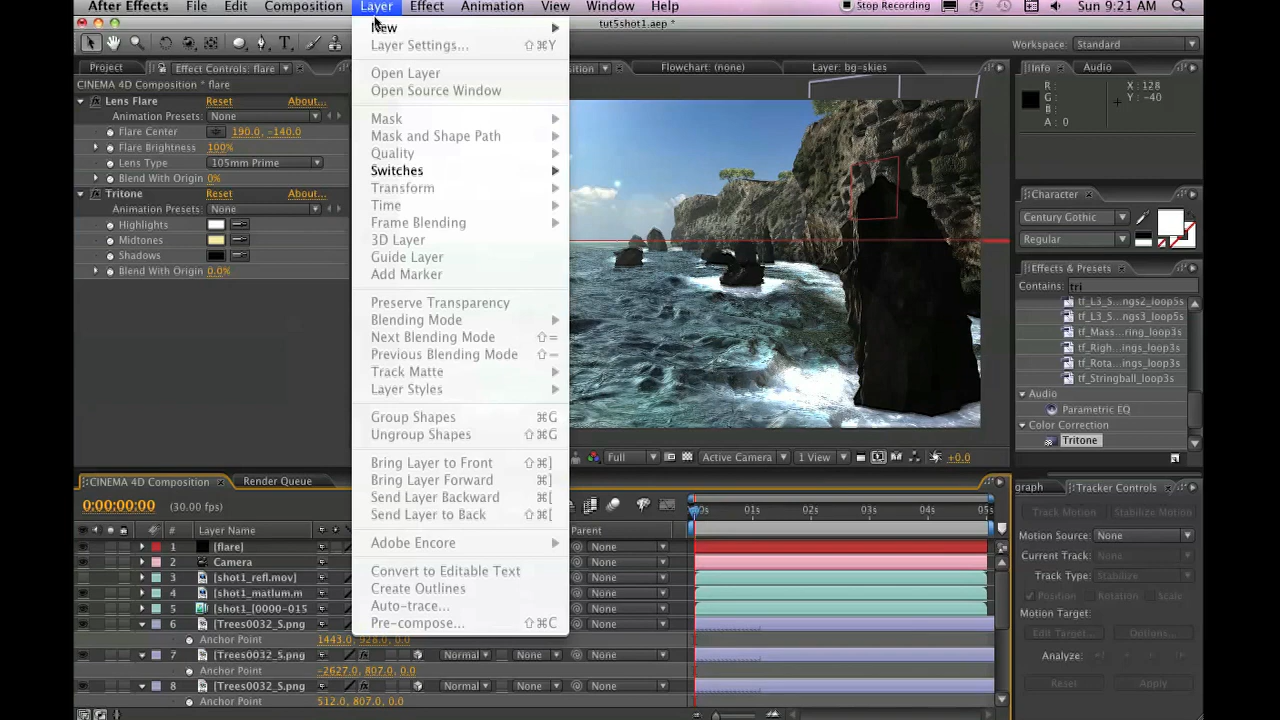 After Effects File Edit Composition Layer Effect Animation View Window Help Stop Recording Sun 9:21 AM
tut5shot1.aep *
Workspace: Standard
Project Effect Controls: flare
CINEMA 4D Composition * flare
Lens Flare Reset About...
Animation Presets: None
Flare Center 190.0, -140.0
Flare Brightness 100%
Lens Type 105mm Prime
Blend With Origin 0%
Tritone Reset About...
Animation Presets: None
Highlights
Midtones
Shadows
Blend With Origin 0.0%
New
Layer Settings... ⇧⌘Y
Open Layer
Open Source Window
Mask
Mask and Shape Path
Quality
Switches
Transform
Time
Frame Blending
3D Layer
Guide Layer
Add Marker
Preserve Transparency
Blending Mode
Next Blending Mode ⇧=
Previous Blending Mode ⇧-
Track Matte
Layer Styles
Group Shapes ⌘G
Ungroup Shapes ⇧⌘G
Bring Layer to Front ⇧⌘]
Bring Layer Forward ⌘]
Send Layer Backward ⌘[
Send Layer to Back ⇧⌘[
Adobe Encore
Convert to Editable Text
Create Outlines
Auto-trace...
Pre-compose... ⇧⌘C
Flowchart: (none) Layer: bg-skies
Full Active Camera 1 View +0.0
Info Audio
R: X: 128
G: Y: -40
B:
A: 0
Character
Century Gothic
Regular
Effects & Presets
Contains: tri
tf_L3_S...ngs2_loop5s
tf_L3_S...ngs3_loop5s
tf_Mass...ring_loop3s
tf_Righ...ings_loop3s
tf_Rota...ings_loop3s
tf_Stringball_loop3s
Audio
Parametric EQ
Color Correction
Tritone
graph Tracker Controls
Track Motion Stabilize Motion
Motion Source: None
Current Track: None
Track Type: Stabilize
Position Rotation Scale
Motion Target:
Edit Target... Options...
Analyze:
Reset Apply
CINEMA 4D Composition Render Queue
0:00:00:00 (30.00 fps)
# Layer Name Parent
01s 02s 03s 04s 05s
1 [flare] None
2 Camera None
3 [shot1_refl.mov] None
4 [shot1_matlum.m None
5 [shot1_[0000-015 None
6 [Trees0032_S.png None
Anchor Point 1443.0, 928.0, 0.0
7 [Trees0032_S.png Normal None None
Anchor Point -2627.0, 807.0, 0.0
8 [Trees0032_S.png Normal None None
Anchor Point 512.0, 807.0, 0.0